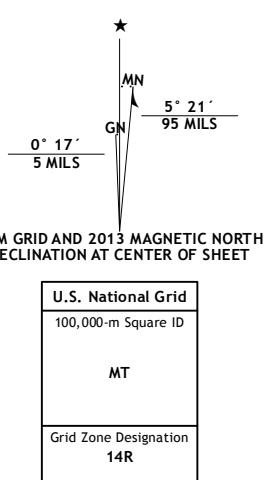 ★
MN
5° 21´
95 MILS
GN
0° 17´
5 MILS
M GRID AND 2013 MAGNETIC NORTH
ECLINATION AT CENTER OF SHEET
U.S. National Grid
100,000-m Square ID
MT
Grid Zone Designation
14R